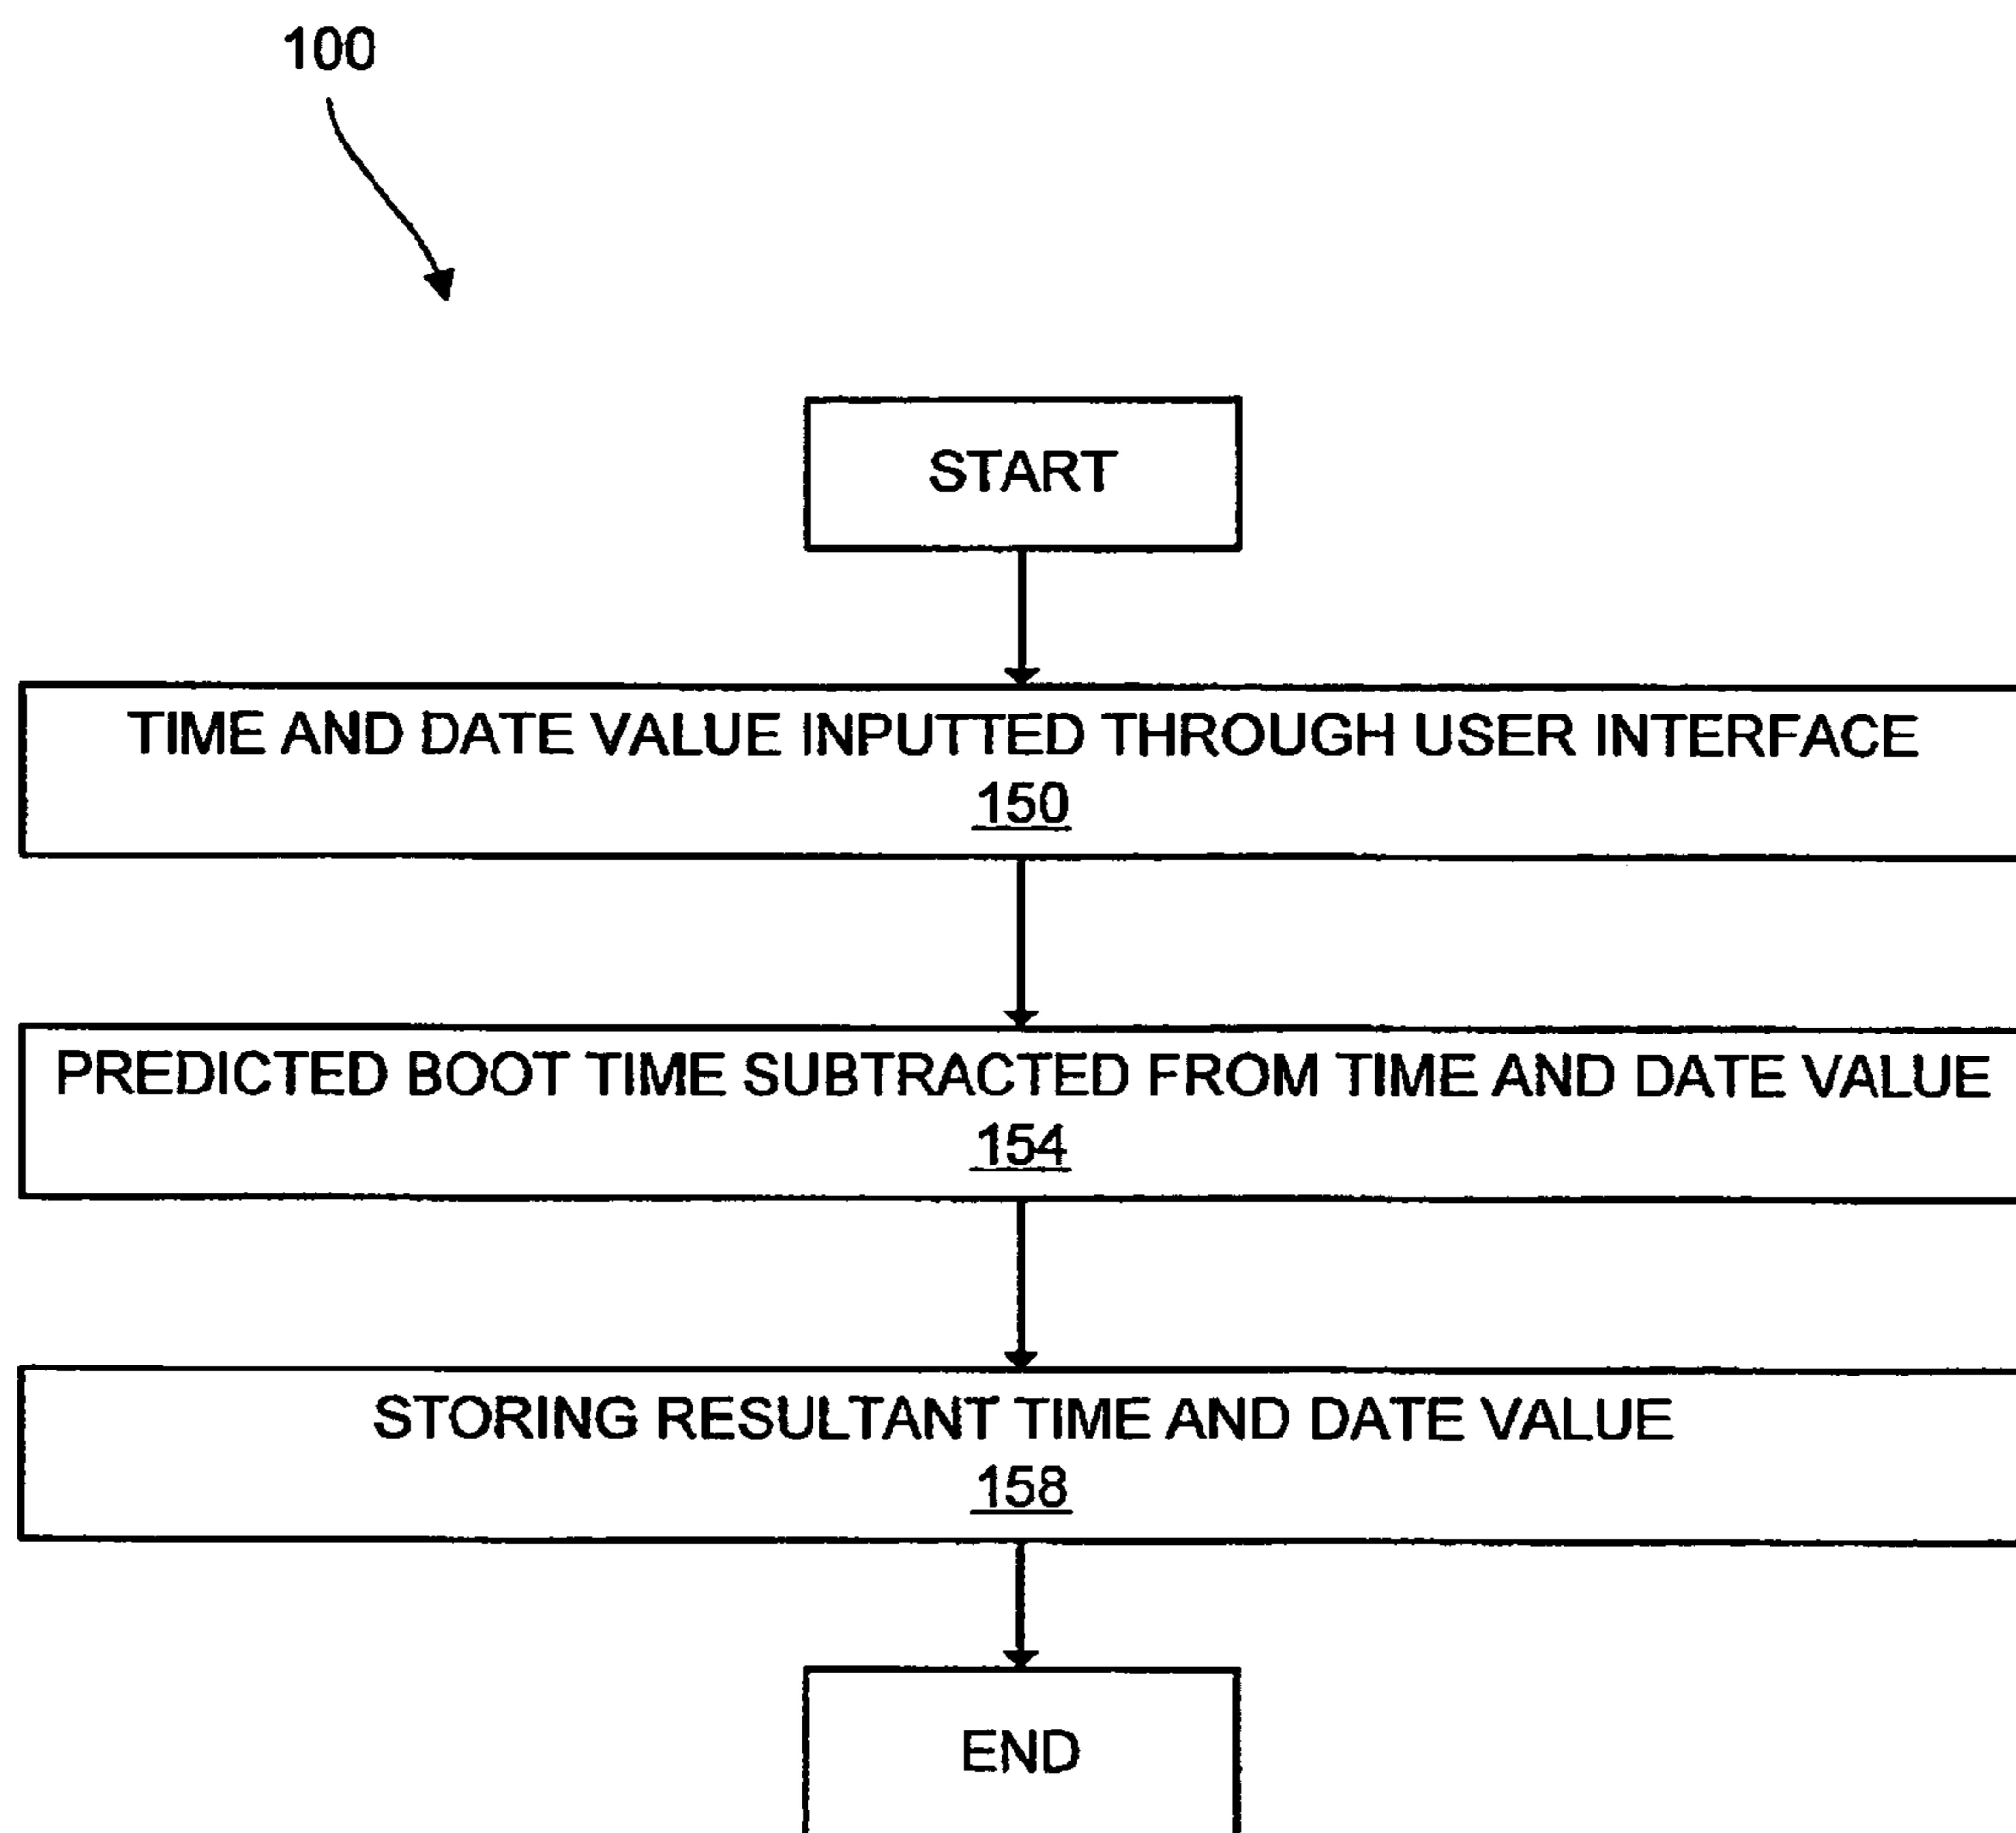 100
START
TIME AND DATE VALUE INPUTTED THROUGH USER INTERFACE
150
PREDICTED BOOT TIME SUBTRACTED FROM TIME AND DATE VALUE
154
STORING RESULTANT TIME AND DATE VALUE
158
END